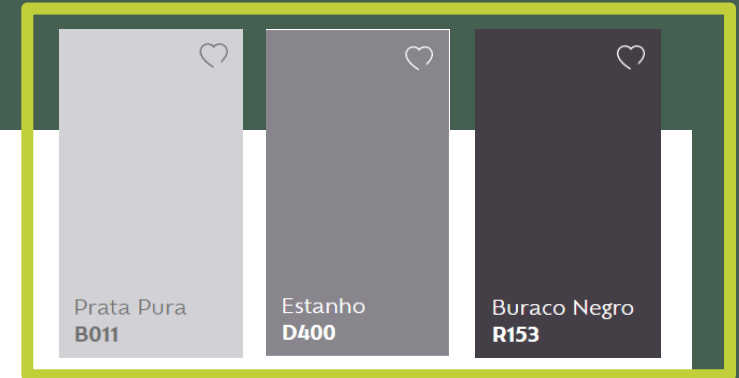 Prata Pura
B011
Estanho
D400
Buraco Negro
R153